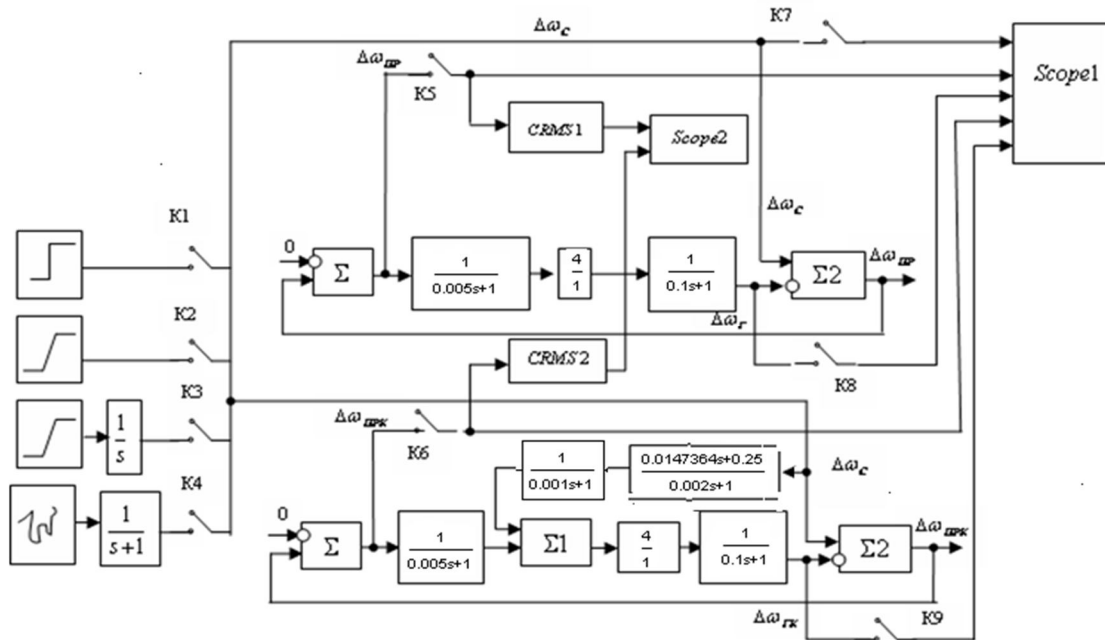 Δω_C
K7
Δω_ПР
K5
Scope1
CRMS1
Scope2
K1
Δω_C
0
Σ
1
0.005s+1
4
1
1
0.1s+1
Σ2
Δω_ПР
K2
Δω_Г
CRMS2
K8
K3
1
s
Δω_ПРК
K6
1
0.001s+1
0.0147364s+0.25
0.002s+1
Δω_C
K4
1
s+1
0
Σ
1
0.005s+1
Σ1
4
1
1
0.1s+1
Σ2
Δω_ПРК
Δω_ГК
K9